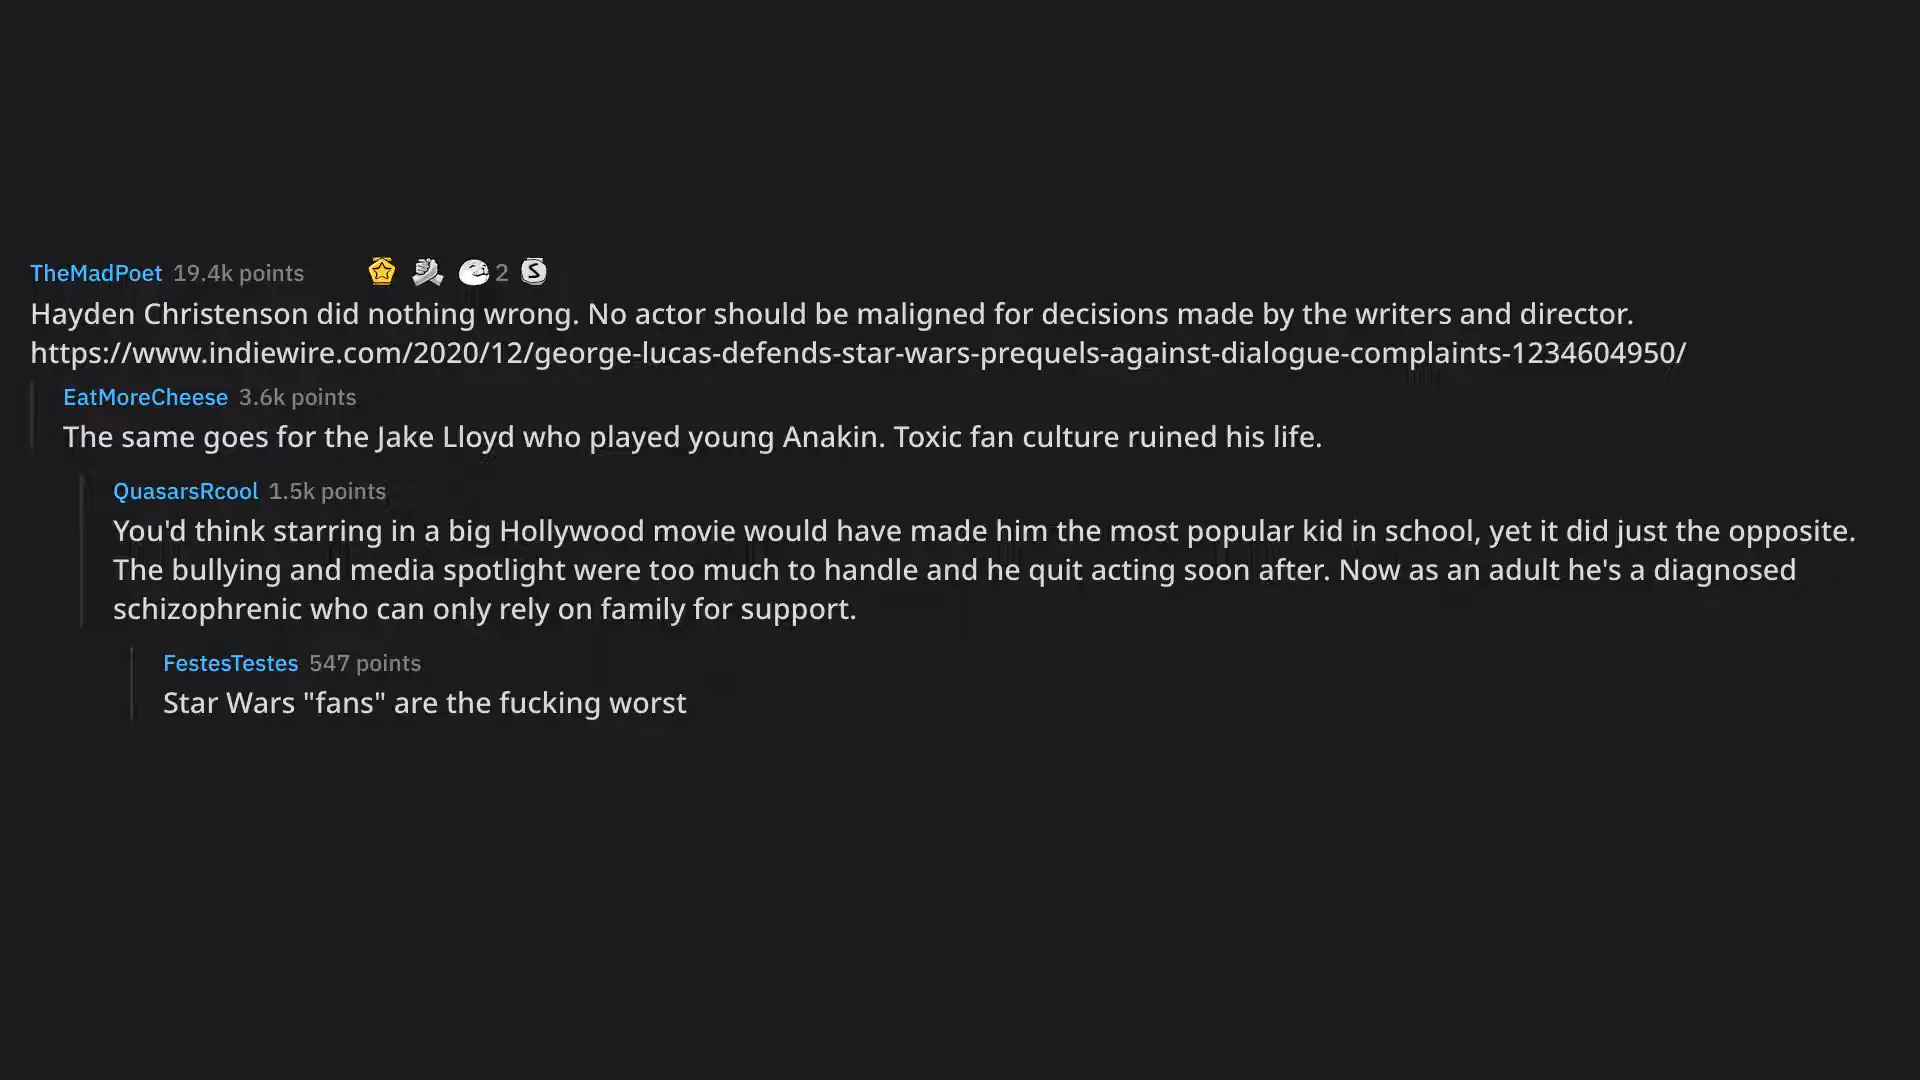 TheMadPoet 19.4k points 2
Hayden Christenson did nothing wrong. No actor should be maligned for decisions made by the writers and director.
https://www.indiewire.com/2020/12/george-lucas-defends-star-wars-prequels-against-dialogue-complaints-1234604950/
EatMoreCheese 3.6k points
The same goes for the Jake Lloyd who played young Anakin. Toxic fan culture ruined his life.
QuasarsRcool 1.5k points
You'd think starring in a big Hollywood movie would have made him the most popular kid in school, yet it did just the opposite.
The bullying and media spotlight were too much to handle and he quit acting soon after. Now as an adult he's a diagnosed
schizophrenic who can only rely on family for support.
FestesTestes 547 points
Star Wars "fans" are the fucking worst